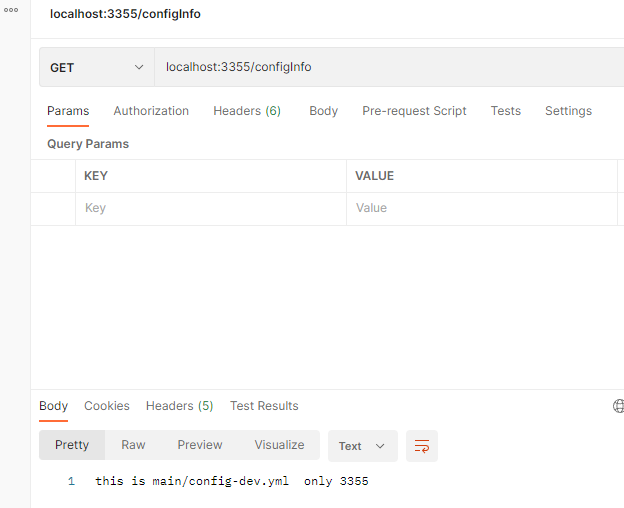 localhost:3355/configInfo
GET localhost:3355/configInfo
Params Authorization Headers (6) Body Pre-request Script Tests Settings
Query Params
KEY VALUE
Key Value
Body Cookies Headers (5) Test Results
Pretty Raw Preview Visualize Text
1 this is main/config-dev.yml  only 3355